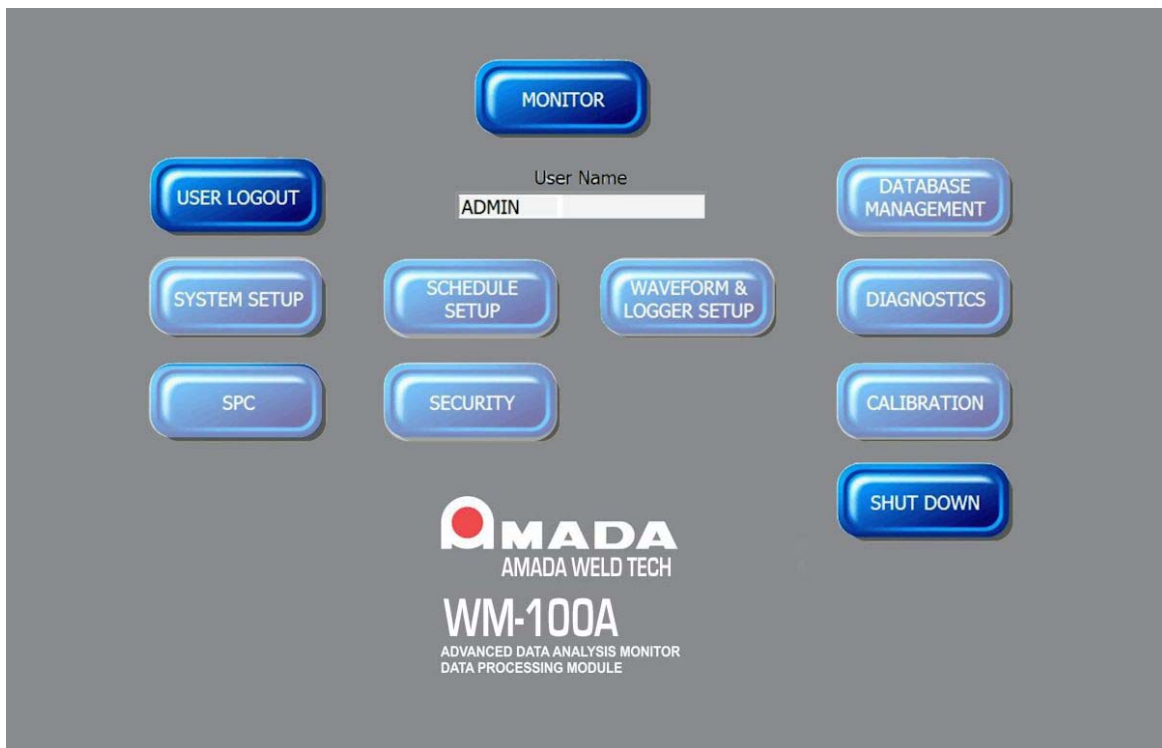 MONITOR
USER LOGOUT
User Name
ADMIN
DATABASE
MANAGEMENT
SYSTEM SETUP
SCHEDULE
SETUP
WAVEFORM &
LOGGER SETUP
DIAGNOSTICS
SPC
SECURITY
CALIBRATION
SHUT DOWN
AMADA
AMADA WELD TECH
WM-100A
ADVANCED DATA ANALYSIS MONITOR
DATA PROCESSING MODULE